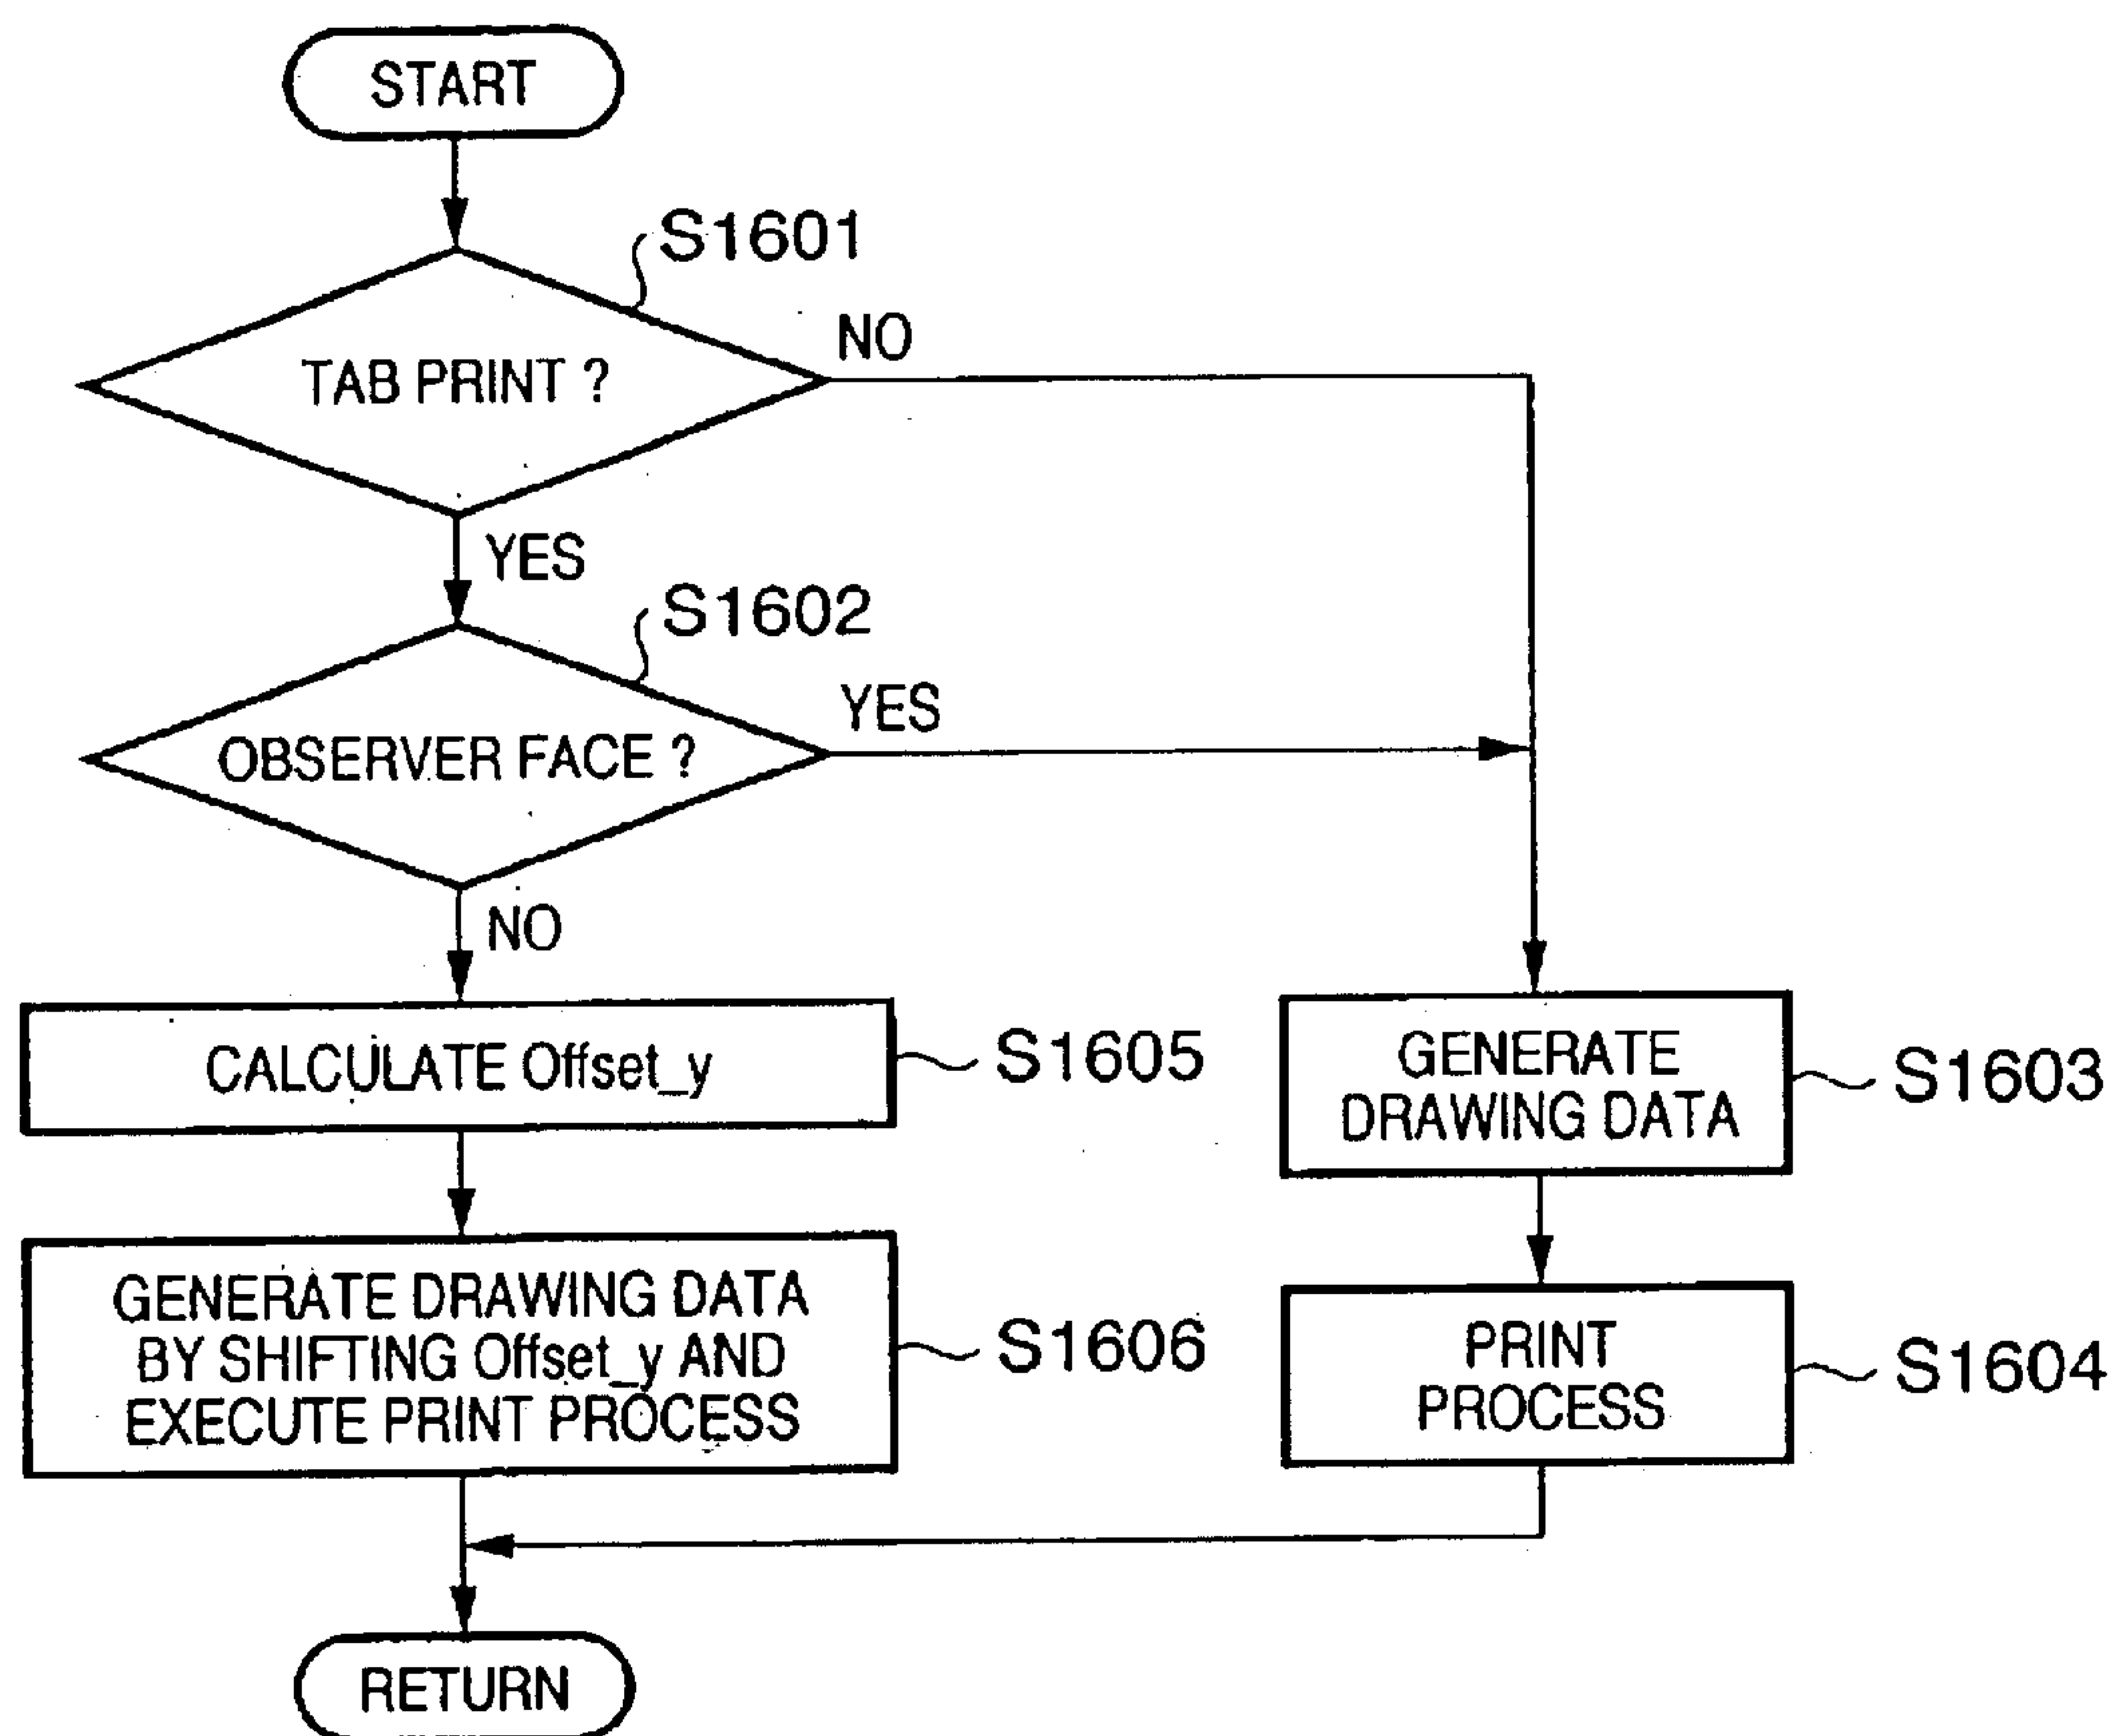 START
S1601
NO
TAB PRINT ?
YES
S1602
YES
OBSERVER FACE ?
NO
CALCULATE Offset_y
S1605
GENERATE
DRAWING DATA
S1603
GENERATE DRAWING DATA
BY SHIFTING Offset_y AND
EXECUTE PRINT PROCESS
S1606
PRINT
PROCESS
S1604
RETURN